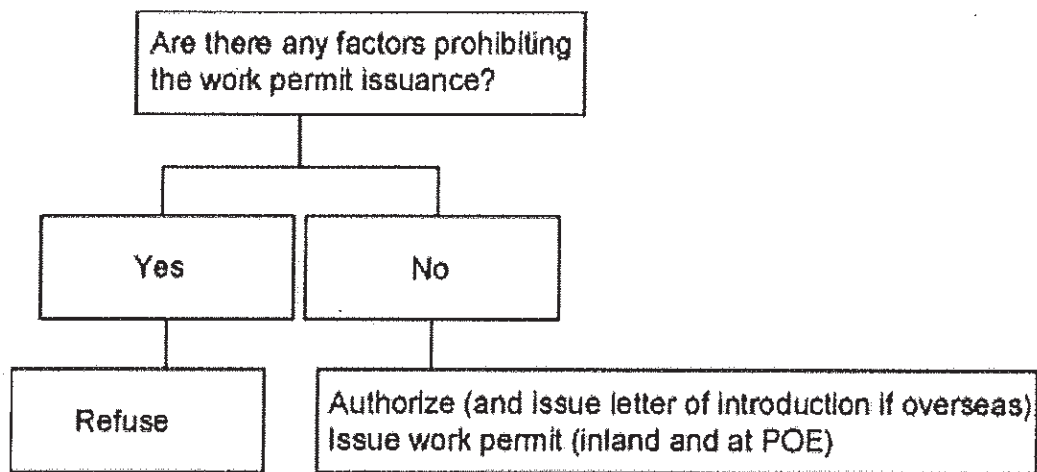 Are there any factors prohibiting
the work permit issuance?
Yes
No
Refuse
Authorize (and issue letter of introduction if overseas)
Issue work permit (inland and at POE)